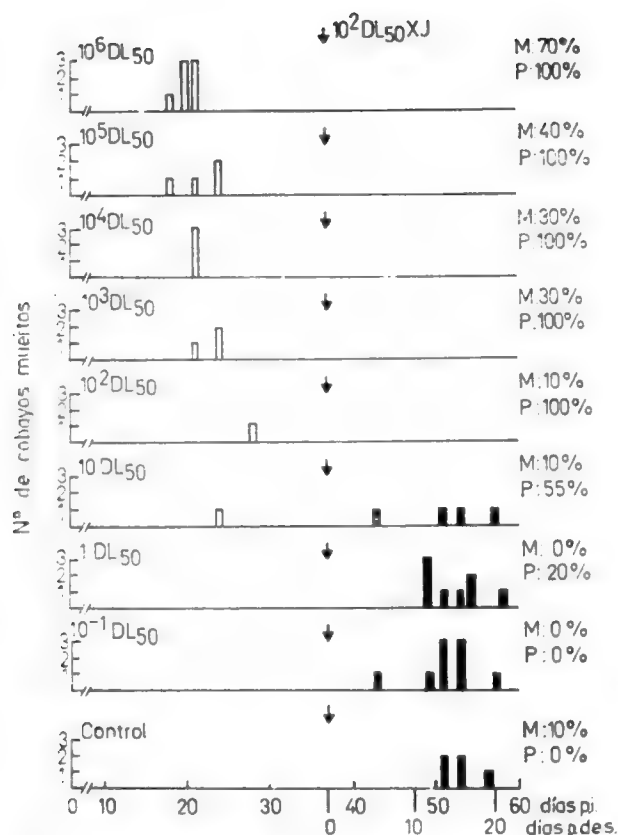 10²DL50XJ
10⁶DL50
M:70%
P:100%
10⁵DL50
M:40%
P:100%
10⁴DL50
M:30%
P:100%
10³DL50
M:30%
P:100%
10²DL50
M:10%
P:100%
10 DL50
M:10%
P:55%
1 DL50
M:0%
P:20%
10⁻¹DL50
M:0%
P:0%
Control
M:10%
P:0%
Nº de cobayos muertos
0 10 20 30 40 50 60 días p.i.
0 10 20 días p.des.